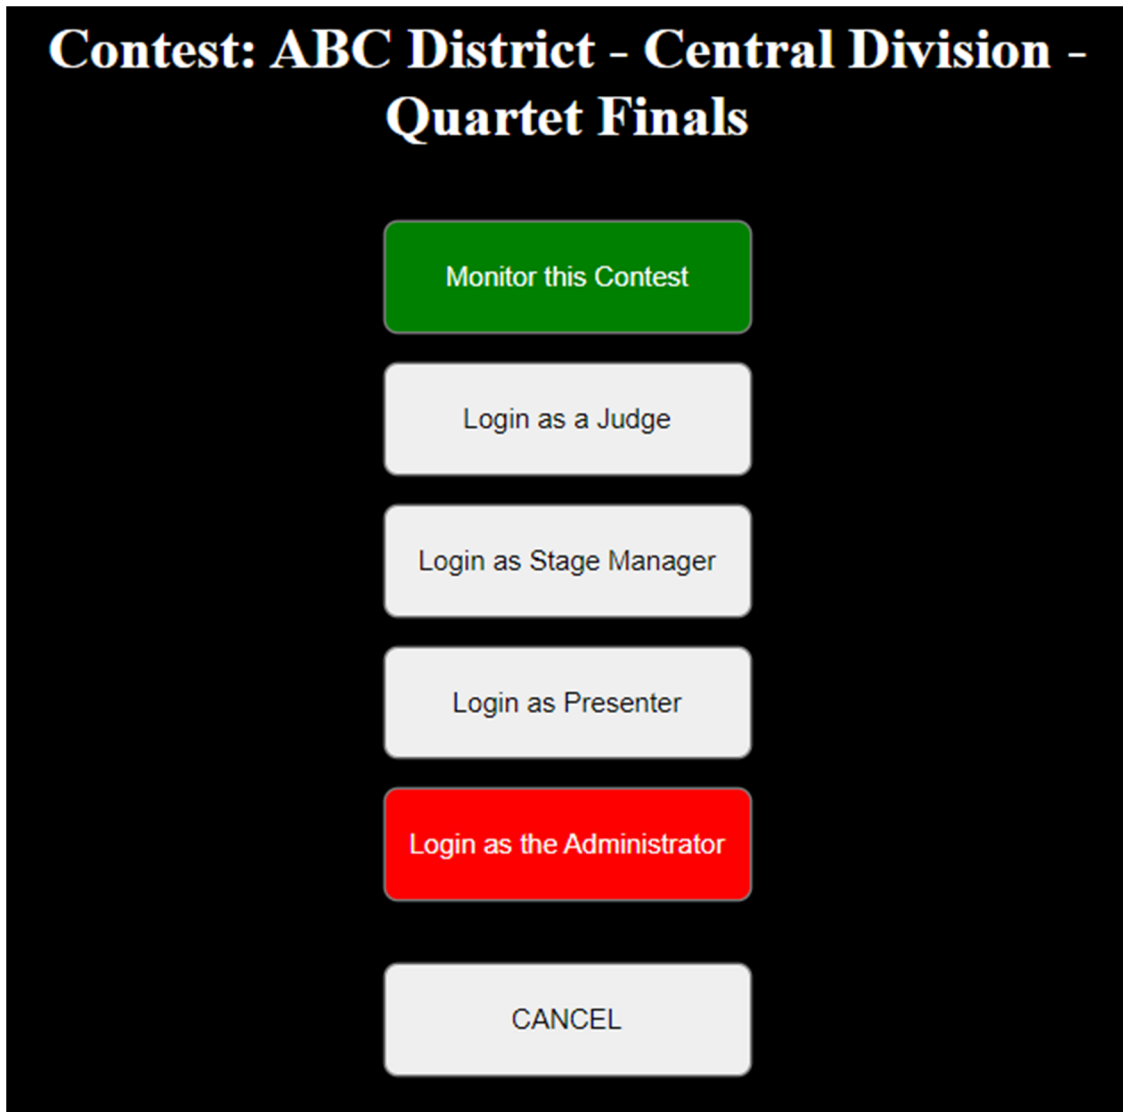 Contest: ABC District - Central Division -
Quartet Finals
Monitor this Contest
Login as a Judge
Login as Stage Manager
Login as Presenter
Login as the Administrator
CANCEL